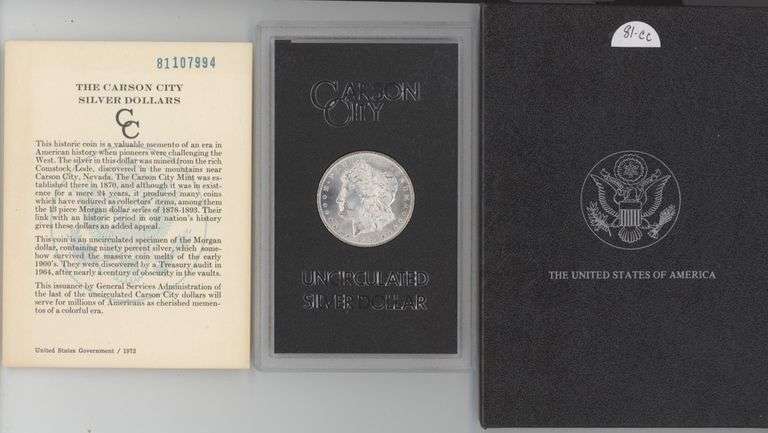 81107994
THE CARSON CITY
SILVER DOLLARS
CC
This historic coin is a valuable memento of an era in
American history when pioneers were challenging the
West. The silver in this dollar was mined from the rich
Comstock Lode, discovered in the mountains near
Carson City, Nevada. The Carson City Mint was es-
tablished there in 1870, and although it was in exist-
ence for a mere 24 years, it produced many coins
which have endured as collectors' items, among them
the 13 piece Morgan dollar series of 1878-1893. Their
link with an historic period in our nation's history
gives these dollars an added appeal.
This coin is an uncirculated specimen of the Morgan
dollar, containing ninety percent silver, which some-
how survived the massive coin melts of the early
1900's. They were discovered by a Treasury audit in
1964, after nearly a century of obscurity in the vaults.
This issuance by General Services Administration of
the last of the uncirculated Carson City dollars will
serve for millions of Americans as cherished memen-
tos of a colorful era.
United States Government / 1972
CARSON
CITY
UNCIRCULATED
SILVER DOLLAR
81-CC
THE UNITED STATES OF AMERICA